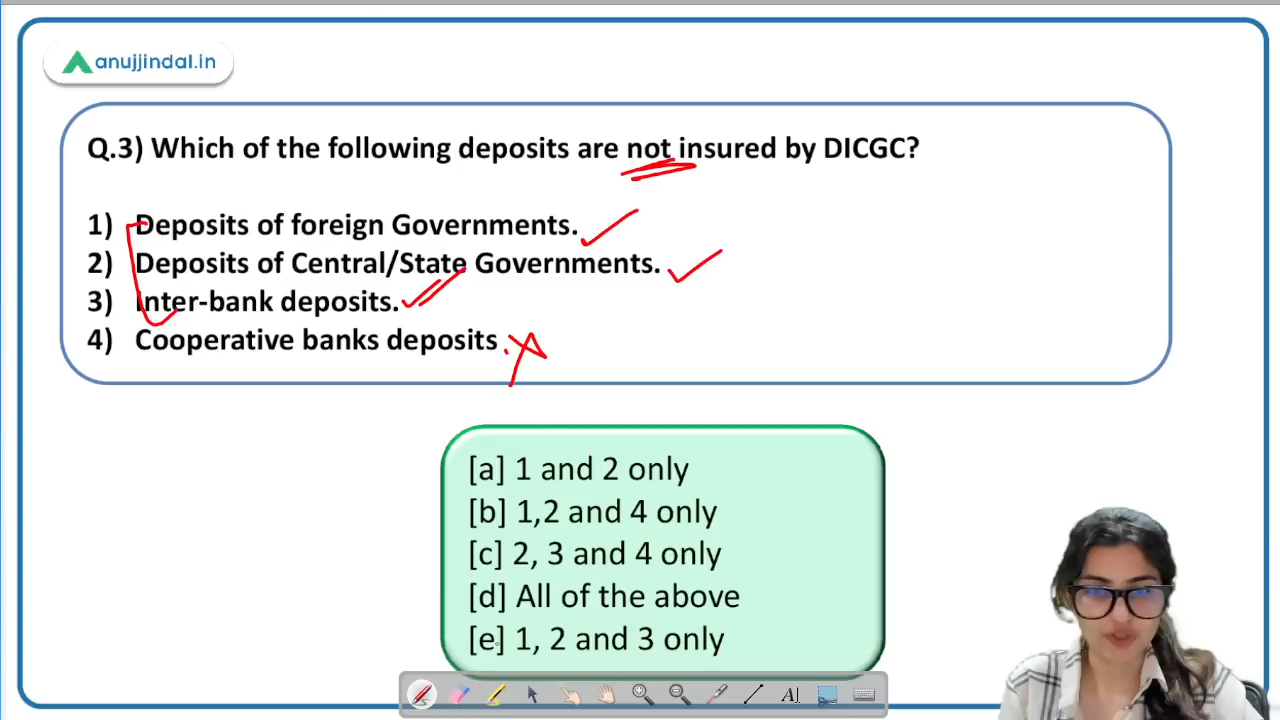 anujjindal.in
Q.3) Which of the following deposits are not insured by DICGC?
1) Deposits of foreign Governments.
2) Deposits of Central/State Governments.
3) Inter-bank deposits.
4) Cooperative banks deposits.
[a] 1 and 2 only
[b] 1,2 and 4 only
[c] 2, 3 and 4 only
[d] All of the above
[e] 1, 2 and 3 only
A